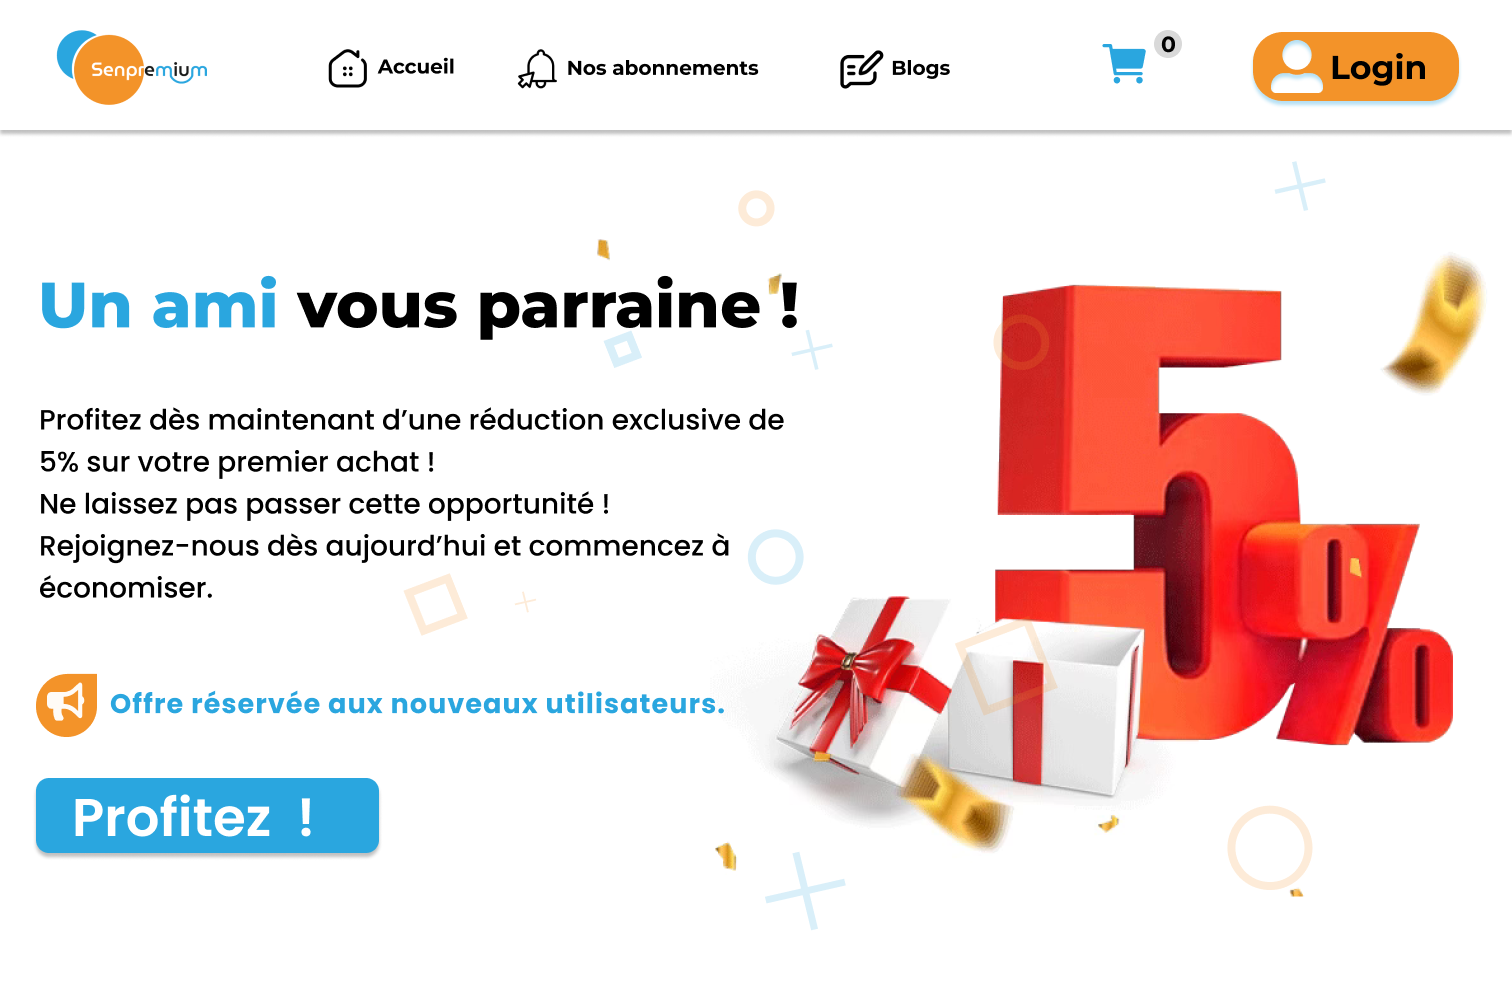 Senpremium
Accueil
Nos abonnements
Blogs
0
Login
Un ami vous parraine !
Profitez dès maintenant d’une réduction exclusive de
5% sur votre premier achat !
Ne laissez pas passer cette opportunité !
Rejoignez-nous dès aujourd’hui et commencez à
économiser.
5%
Offre réservée aux nouveaux utilisateurs.
Profitez !